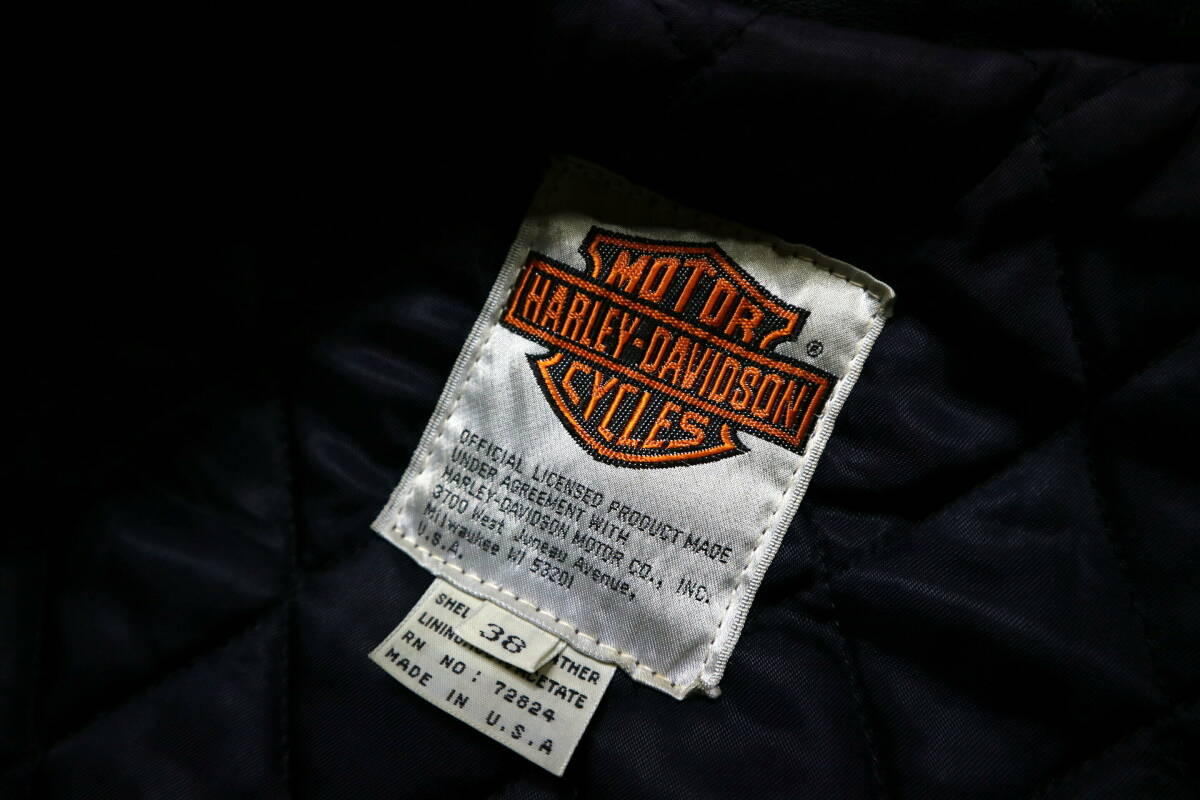 MOTOR
HARLEY-DAVIDSON
CYCLES
®
OFFICIAL LICENSED PRODUCT MADE
UNDER AGREEMENT WITH
HARLEY-DAVIDSON MOTOR CO., INC.
3700 West Juneau Avenue,
Milwaukee WI 53201
U.S.A.
38
RN NO: 72824
MADE IN U.S.A